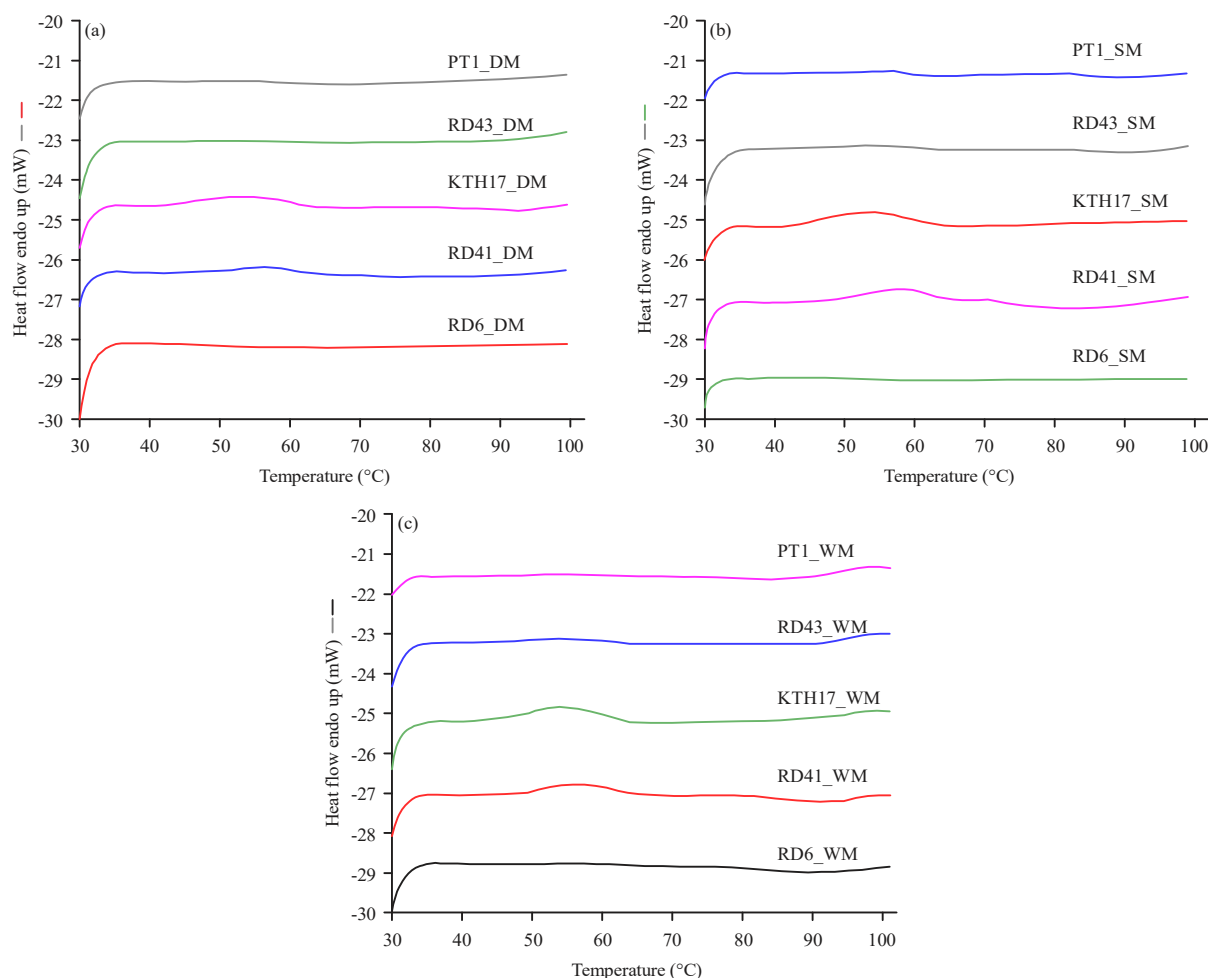 (a)
-20
-21
-22
-23
-24
-25
-26
-27
-28
-29
-30
Heat flow endo up (mW)
PT1_DM
RD43_DM
KTH17_DM
RD41_DM
RD6_DM
30 40 50 60 70 80 90 100
Temperature (°C)
(b)
-20
-21
-22
-23
-24
-25
-26
-27
-28
-29
-30
Heat flow endo up (mW)
PT1_SM
RD43_SM
KTH17_SM
RD41_SM
RD6_SM
30 40 50 60 70 80 90 100
Temperature (°C)
(c)
-20
-21
-22
-23
-24
-25
-26
-27
-28
-29
-30
Heat flow endo up (mW)
PT1_WM
RD43_WM
KTH17_WM
RD41_WM
RD6_WM
30 40 50 60 70 80 90 100
Temperature (°C)